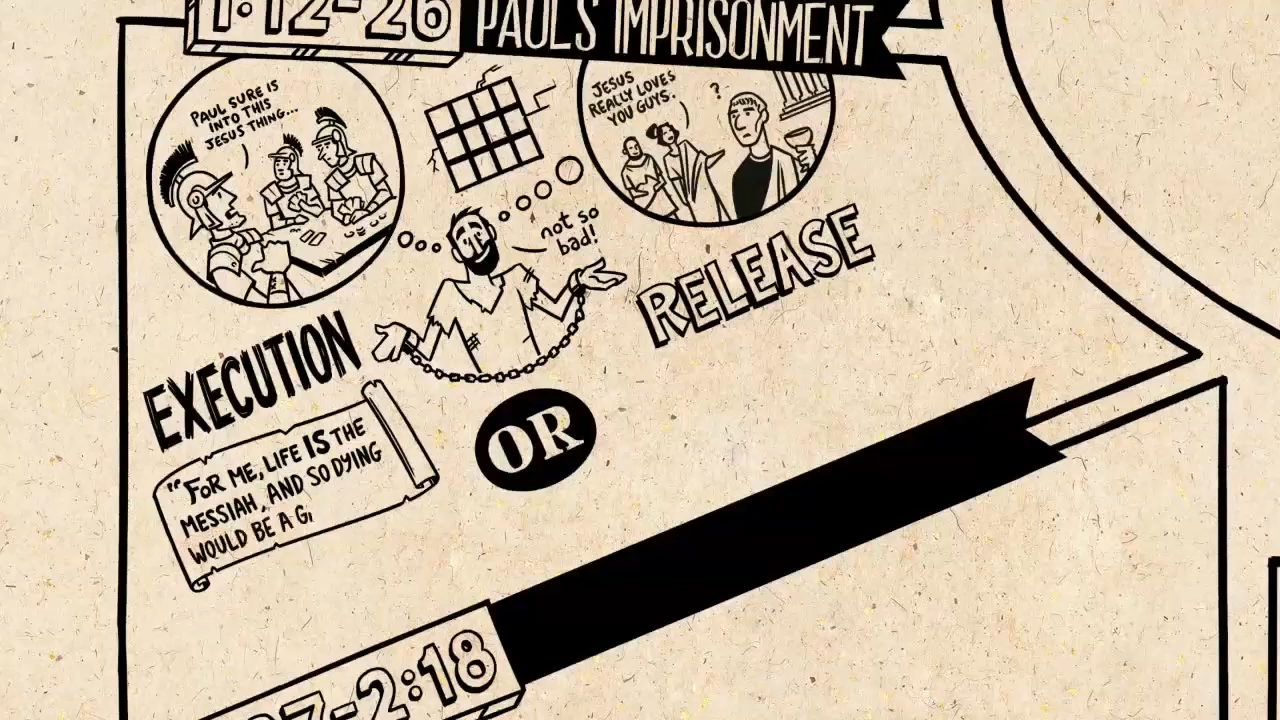 1:12-26 PAUL'S IMPRISONMENT
PAUL SURE IS
INTO THIS
JESUS THING...
JESUS
REALLY LOVES
YOU GUYS.
?
not so
bad!
EXECUTION
RELEASE
OR
"FOR ME, LIFE IS THE
MESSIAH, AND SO DYING
WOULD BE A G
7-2:18